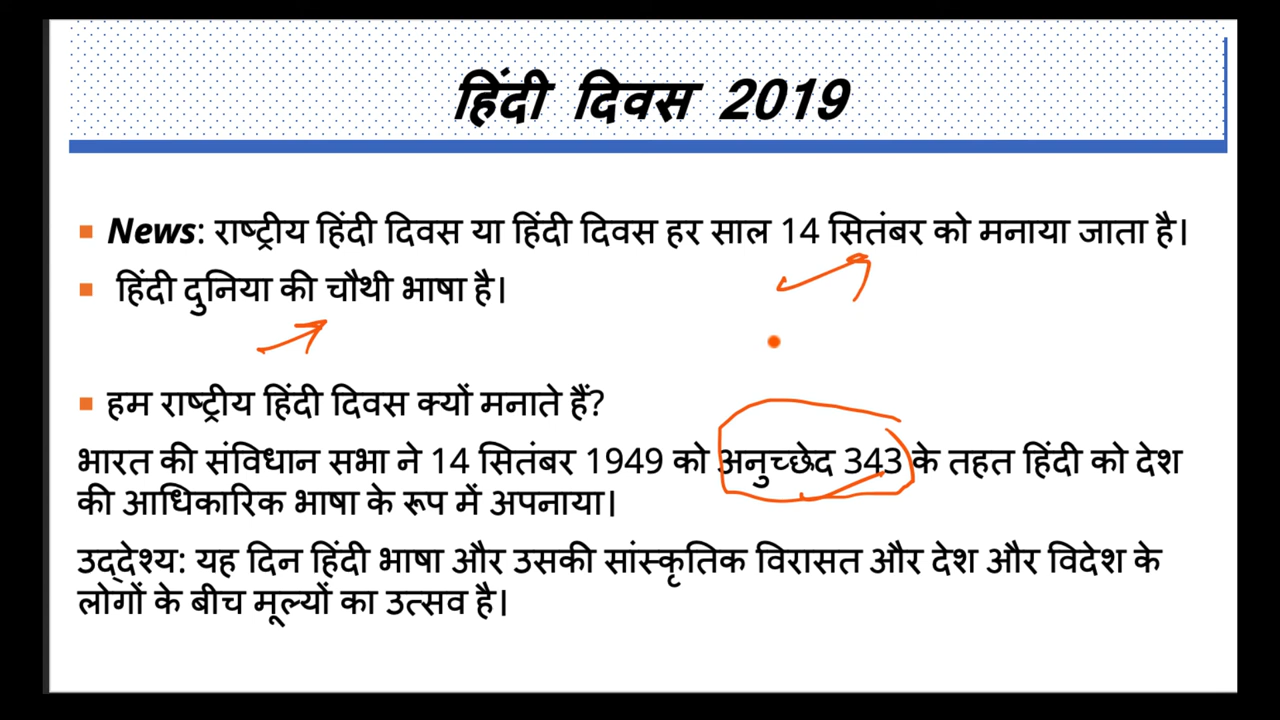 हिंदी दिवस 2019
News: राष्ट्रीय हिंदी दिवस या हिंदी दिवस हर साल 14 सितंबर को मनाया जाता है।
हिंदी दुनिया की चौथी भाषा है।
हम राष्ट्रीय हिंदी दिवस क्यों मनाते हैं?
भारत की संविधान सभा ने 14 सितंबर 1949 को अनुच्छेद 343 के तहत हिंदी को देश
की आधिकारिक भाषा के रूप में अपनाया।
उद्देश्य: यह दिन हिंदी भाषा और उसकी सांस्कृतिक विरासत और देश और विदेश के
लोगों के बीच मूल्यों का उत्सव है।